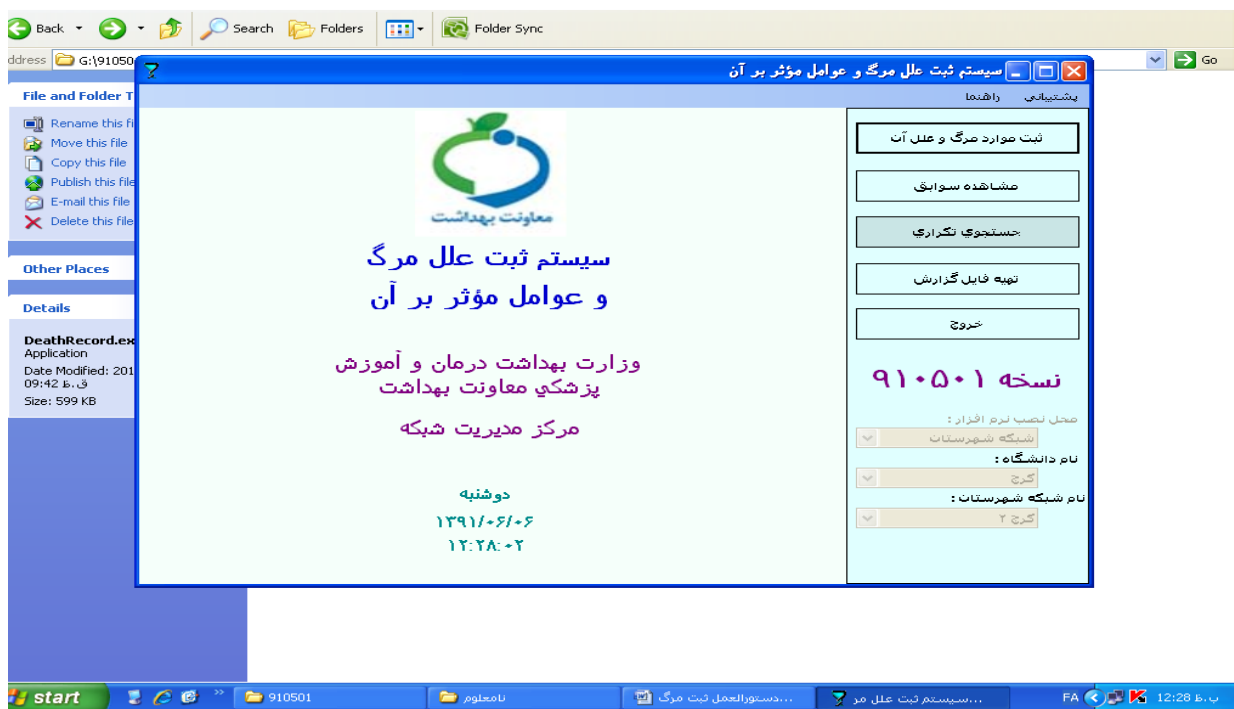 Back
Search
Folders
Folder Sync
ddress
G:\91050
Go
File and Folder T
Rename this fi
Move this file
Copy this file
Publish this file
E-mail this file
Delete this file
Other Places
Details
DeathRecord.ex
Application
Date Modified: 201
09:42 ق.ظ
Size: 599 KB
سیستم ثبت علل مرگ و عوامل مؤثر بر آن
پشتیبانی
راهنما
معاونت بهداشت
سیستم ثبت علل مرگ
و عوامل مؤثر بر آن
وزارت بهداشت درمان و آموزش
پزشكي معاونت بهداشت
مرکز مدیریت شبکه
دوشنبه
۱۳۹۱/۰۶/۰۶
۱۲:۲۸:۰۲
ثبت موارد مرگ و علل آن
مشاهده سوابق
جستجوي تكراري
تهیه فایل گزارش
خروج
نسخه ۹۱۰۵۰۱
محل نصب نرم افزار :
شبکه شهرستان
نام دانشگاه :
کرج
نام شبکه شهرستان :
کرج ۲
start
910501
نامعلوم
دستورالعمل ثبت مرگ...
سیستم ثبت علل مر...
FA
12:28 ب.ظ